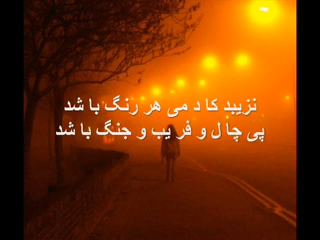 نزیبد کا د می هر رنگ با شد
پی چا ل و فر یب و جنگ با شد